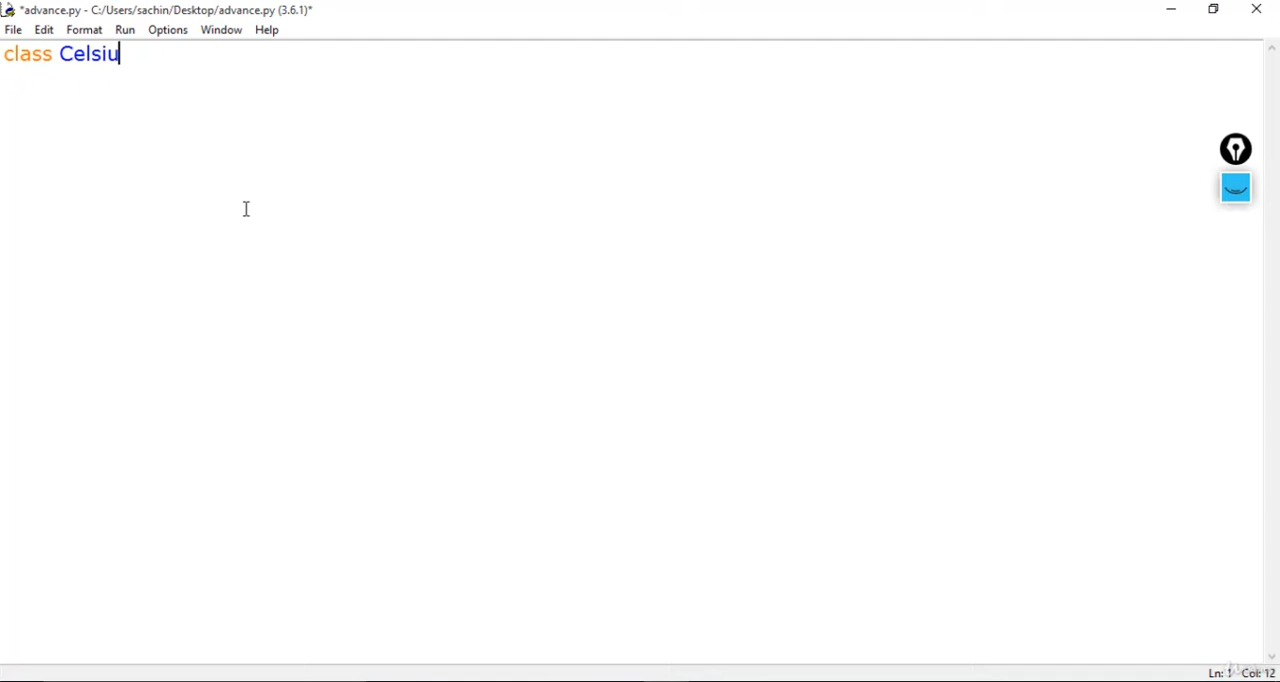 *advance.py - C:/Users/sachin/Desktop/advance.py (3.6.1)*
File Edit Format Run Options Window Help
class Celsiu
Ln: 1 Col: 12